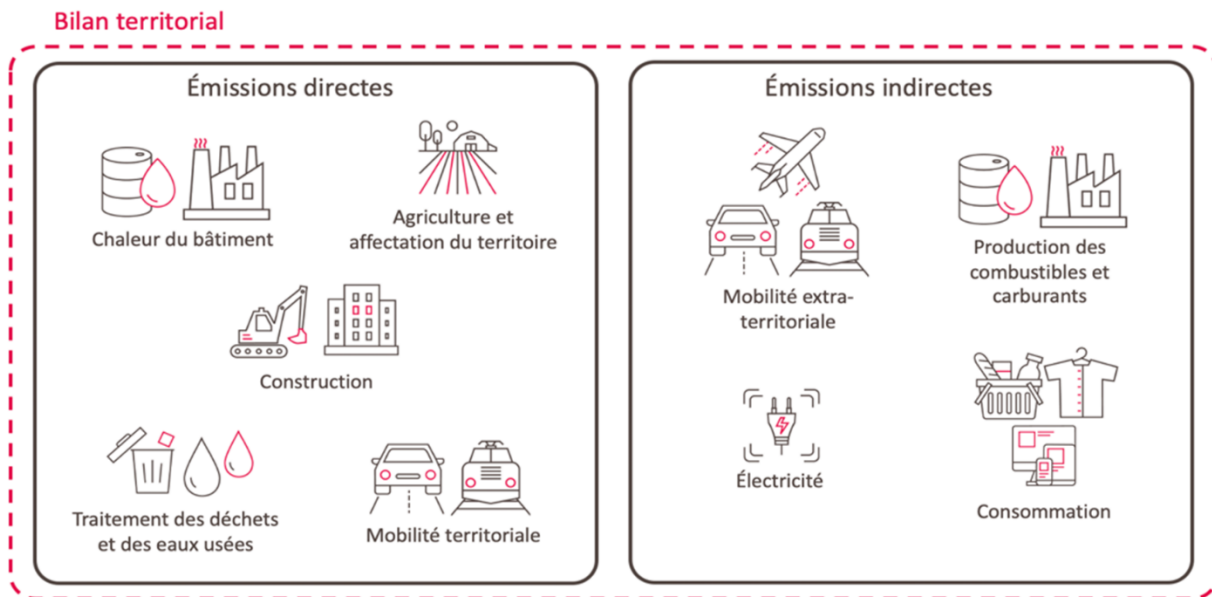 Bilan territorial
Émissions directes
Chaleur du bâtiment
Agriculture et
affectation du territoire
Construction
Traitement des déchets
et des eaux usées
Mobilité territoriale
Émissions indirectes
Mobilité extra-
territoriale
Production des
combustibles et
carburants
Électricité
Consommation